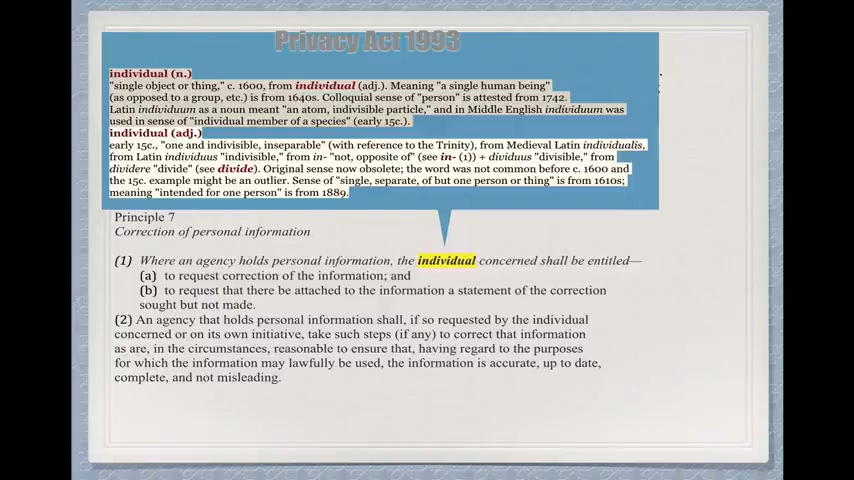 Privacy Act 1993
individual (n.)
"single object or thing," c. 1600, from individual (adj.). Meaning "a single human being"
(as opposed to a group, etc.) is from 1640s. Colloquial sense of "person" is attested from 1742.
Latin individuum as a noun meant "an atom, indivisible particle," and in Middle English individuum was
used in sense of "individual member of a species" (early 15c.).
individual (adj.)
early 15c., "one and indivisible, inseparable" (with reference to the Trinity), from Medieval Latin individualis,
from Latin individuus "indivisible," from in- "not, opposite of" (see in- (1)) + dividuus "divisible," from
dividere "divide" (see divide). Original sense now obsolete; the word was not common before c. 1600 and
the 15c. example might be an outlier. Sense of "single, separate, of but one person or thing" is from 1610s;
meaning "intended for one person" is from 1889.
Principle 7
Correction of personal information
(1) Where an agency holds personal information, the individual concerned shall be entitled—
(a) to request correction of the information; and
(b) to request that there be attached to the information a statement of the correction
sought but not made.
(2) An agency that holds personal information shall, if so requested by the individual
concerned or on its own initiative, take such steps (if any) to correct that information
as are, in the circumstances, reasonable to ensure that, having regard to the purposes
for which the information may lawfully be used, the information is accurate, up to date,
complete, and not misleading.